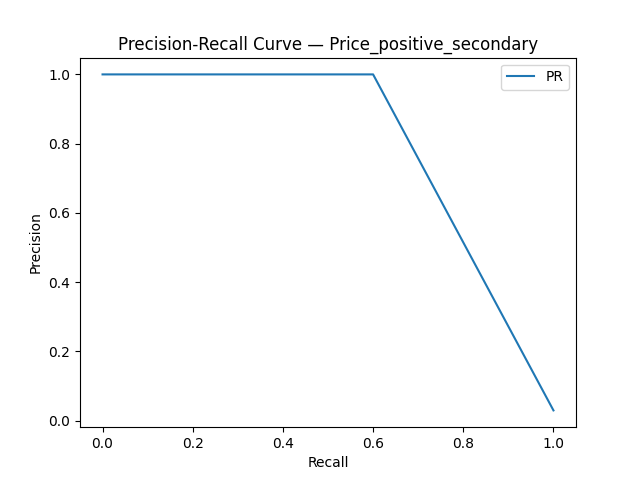 Precision-Recall Curve — Price_positive_secondary
PR
1.0
0.8
0.6
0.4
0.2
0.0
Precision
0.0 0.2 0.4 0.6 0.8 1.0
Recall